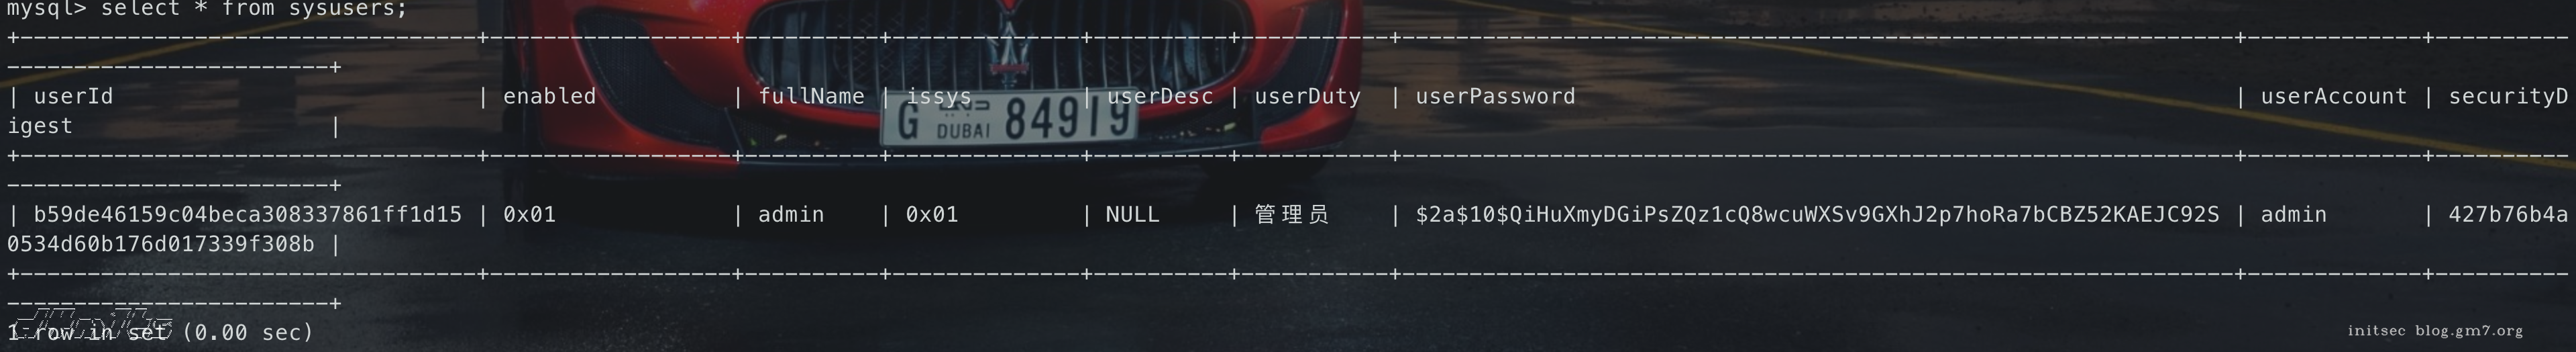 mysql> select * from sysusers;
+----------------------------------+-------------------+----------+--------------+----------+-----------+--------------------------------------------------------------+-------------+----------
------------------------+
| userId                           | enabled           | fullName | issys        | userDesc | userDuty  | userPassword                                                 | userAccount | securityD
igest                   |
+----------------------------------+-------------------+----------+--------------+----------+-----------+--------------------------------------------------------------+-------------+----------
------------------------+
| b59de46159c04beca308337861ff1d15 | 0x01              | admin    | 0x01         | NULL     | 管理员    | $2a$10$QiHuXmyDGiPsZQz1cQ8wcuWXSv9GXhJ2p7hoRa7bCBZ52KAEJC92S | admin       | 427b76b4a
0534d60b176d017339f308b |
+----------------------------------+-------------------+----------+--------------+----------+-----------+--------------------------------------------------------------+-------------+----------
------------------------+
1 row in set (0.00 sec)
G DUBAI 84919
initsec blog.gm7.org